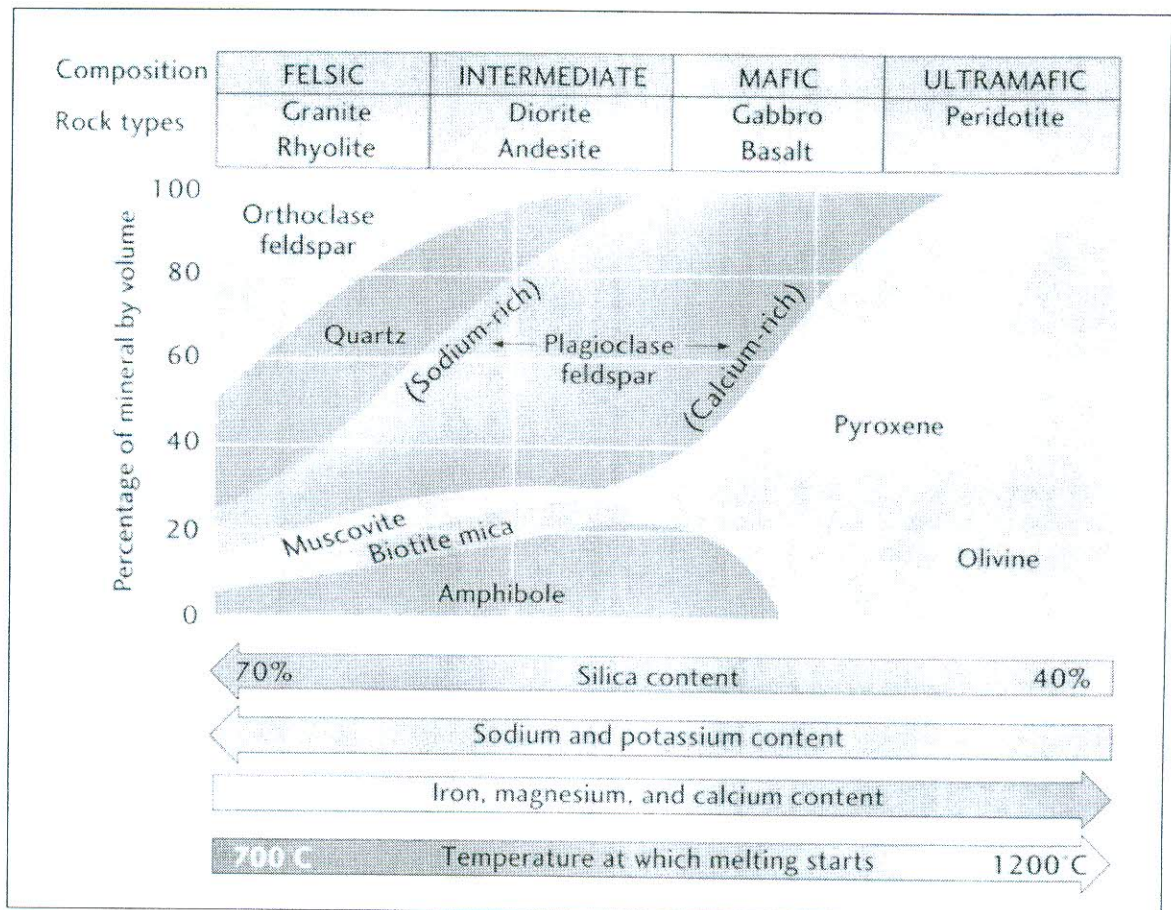 Composition FELSIC INTERMEDIATE MAFIC ULTRAMAFIC
Rock types Granite Diorite Gabbro Peridotite
Rhyolite Andesite Basalt
Percentage of mineral by volume
100
80
60
40
20
0
Orthoclase
feldspar
Quartz
(Sodium-rich)
Plagioclase
feldspar
(Calcium-rich)
Pyroxene
Muscovite
Biotite mica
Amphibole
Olivine
70% Silica content 40%
Sodium and potassium content
Iron, magnesium, and calcium content
700°C Temperature at which melting starts 1200°C